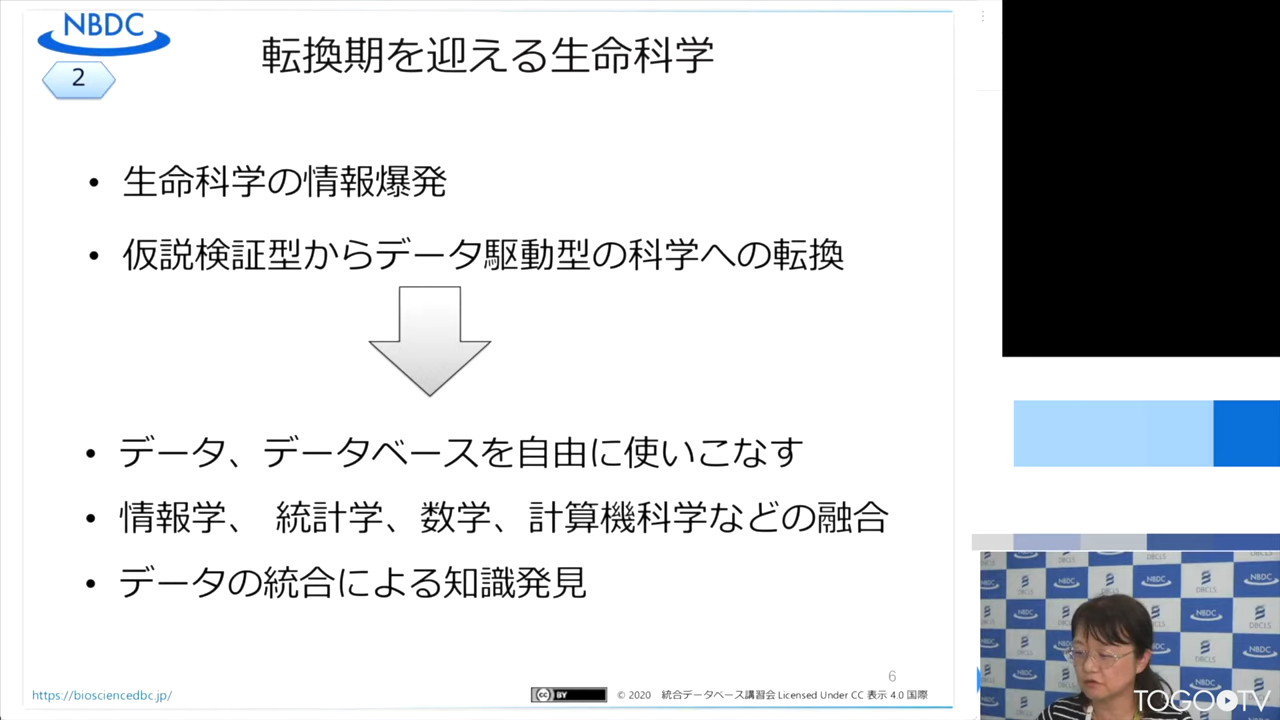 NBDC
2
転換期を迎える生命科学
• 生命科学の情報爆発
• 仮説検証型からデータ駆動型の科学への転換
• データ、データベースを自由に使いこなす
• 情報学、 統計学、数学、計算機科学などの融合
• データの統合による知識発見
6
https://biosciencedbc.jp/
cc BY
© 2020 統合データベース講習会 Licensed Under CC 表示 4.0 国際
NBDC
DBCLS
TOGO TV